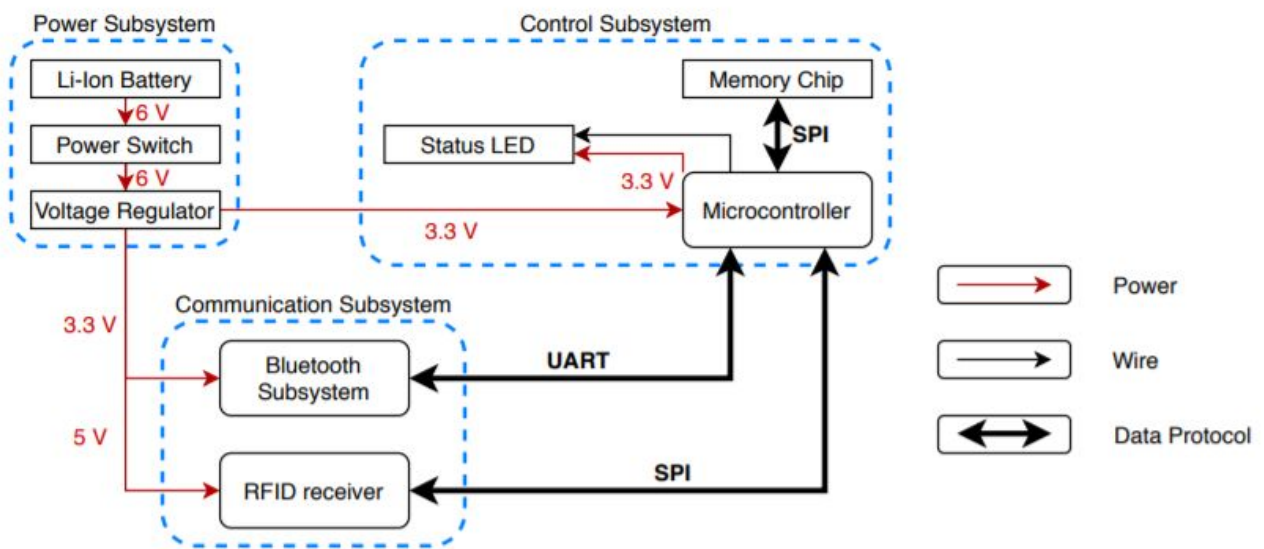 Power Subsystem
Control Subsystem
Li-Ion Battery
Memory Chip
6 V
SPI
Power Switch
Status LED
6 V
3.3 V
Voltage Regulator
Microcontroller
3.3 V
Communication Subsystem
3.3 V
Bluetooth
Subsystem
UART
5 V
RFID receiver
SPI
Power
Wire
Data Protocol